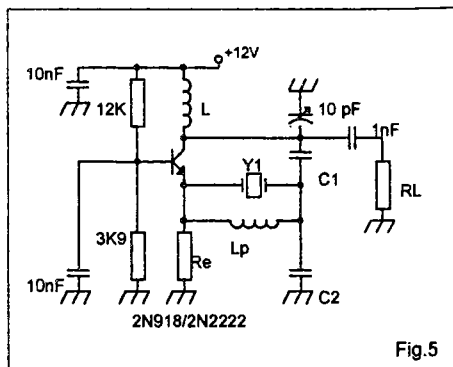 +12V
10nF
12K
L
10 pF
1nF
Y1
C1
RL
3K9
Re
Lp
10nF
C2
2N918/2N2222
Fig.5